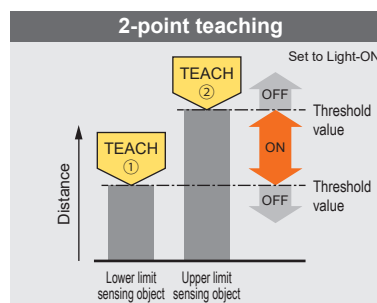 2-point teaching
Set to Light-ON
TEACH
②
OFF
Threshold
value
TEACH
①
ON
Threshold
value
OFF
Distance
Lower limit
sensing object
Upper limit
sensing object